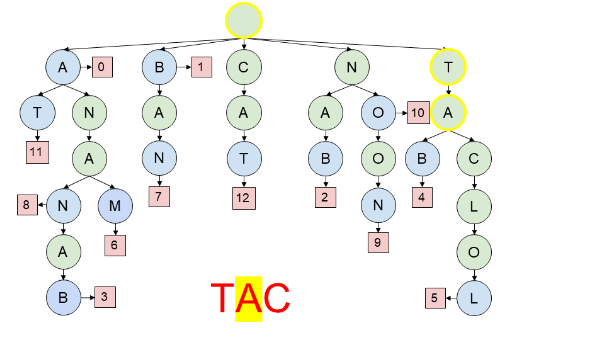 A 0 B 1 C N T
T N A A A O 10 A
11 A N T B O B C
8 N M 7 12 2 N 4 L
6 9
A O
B 3 5 L
TAC